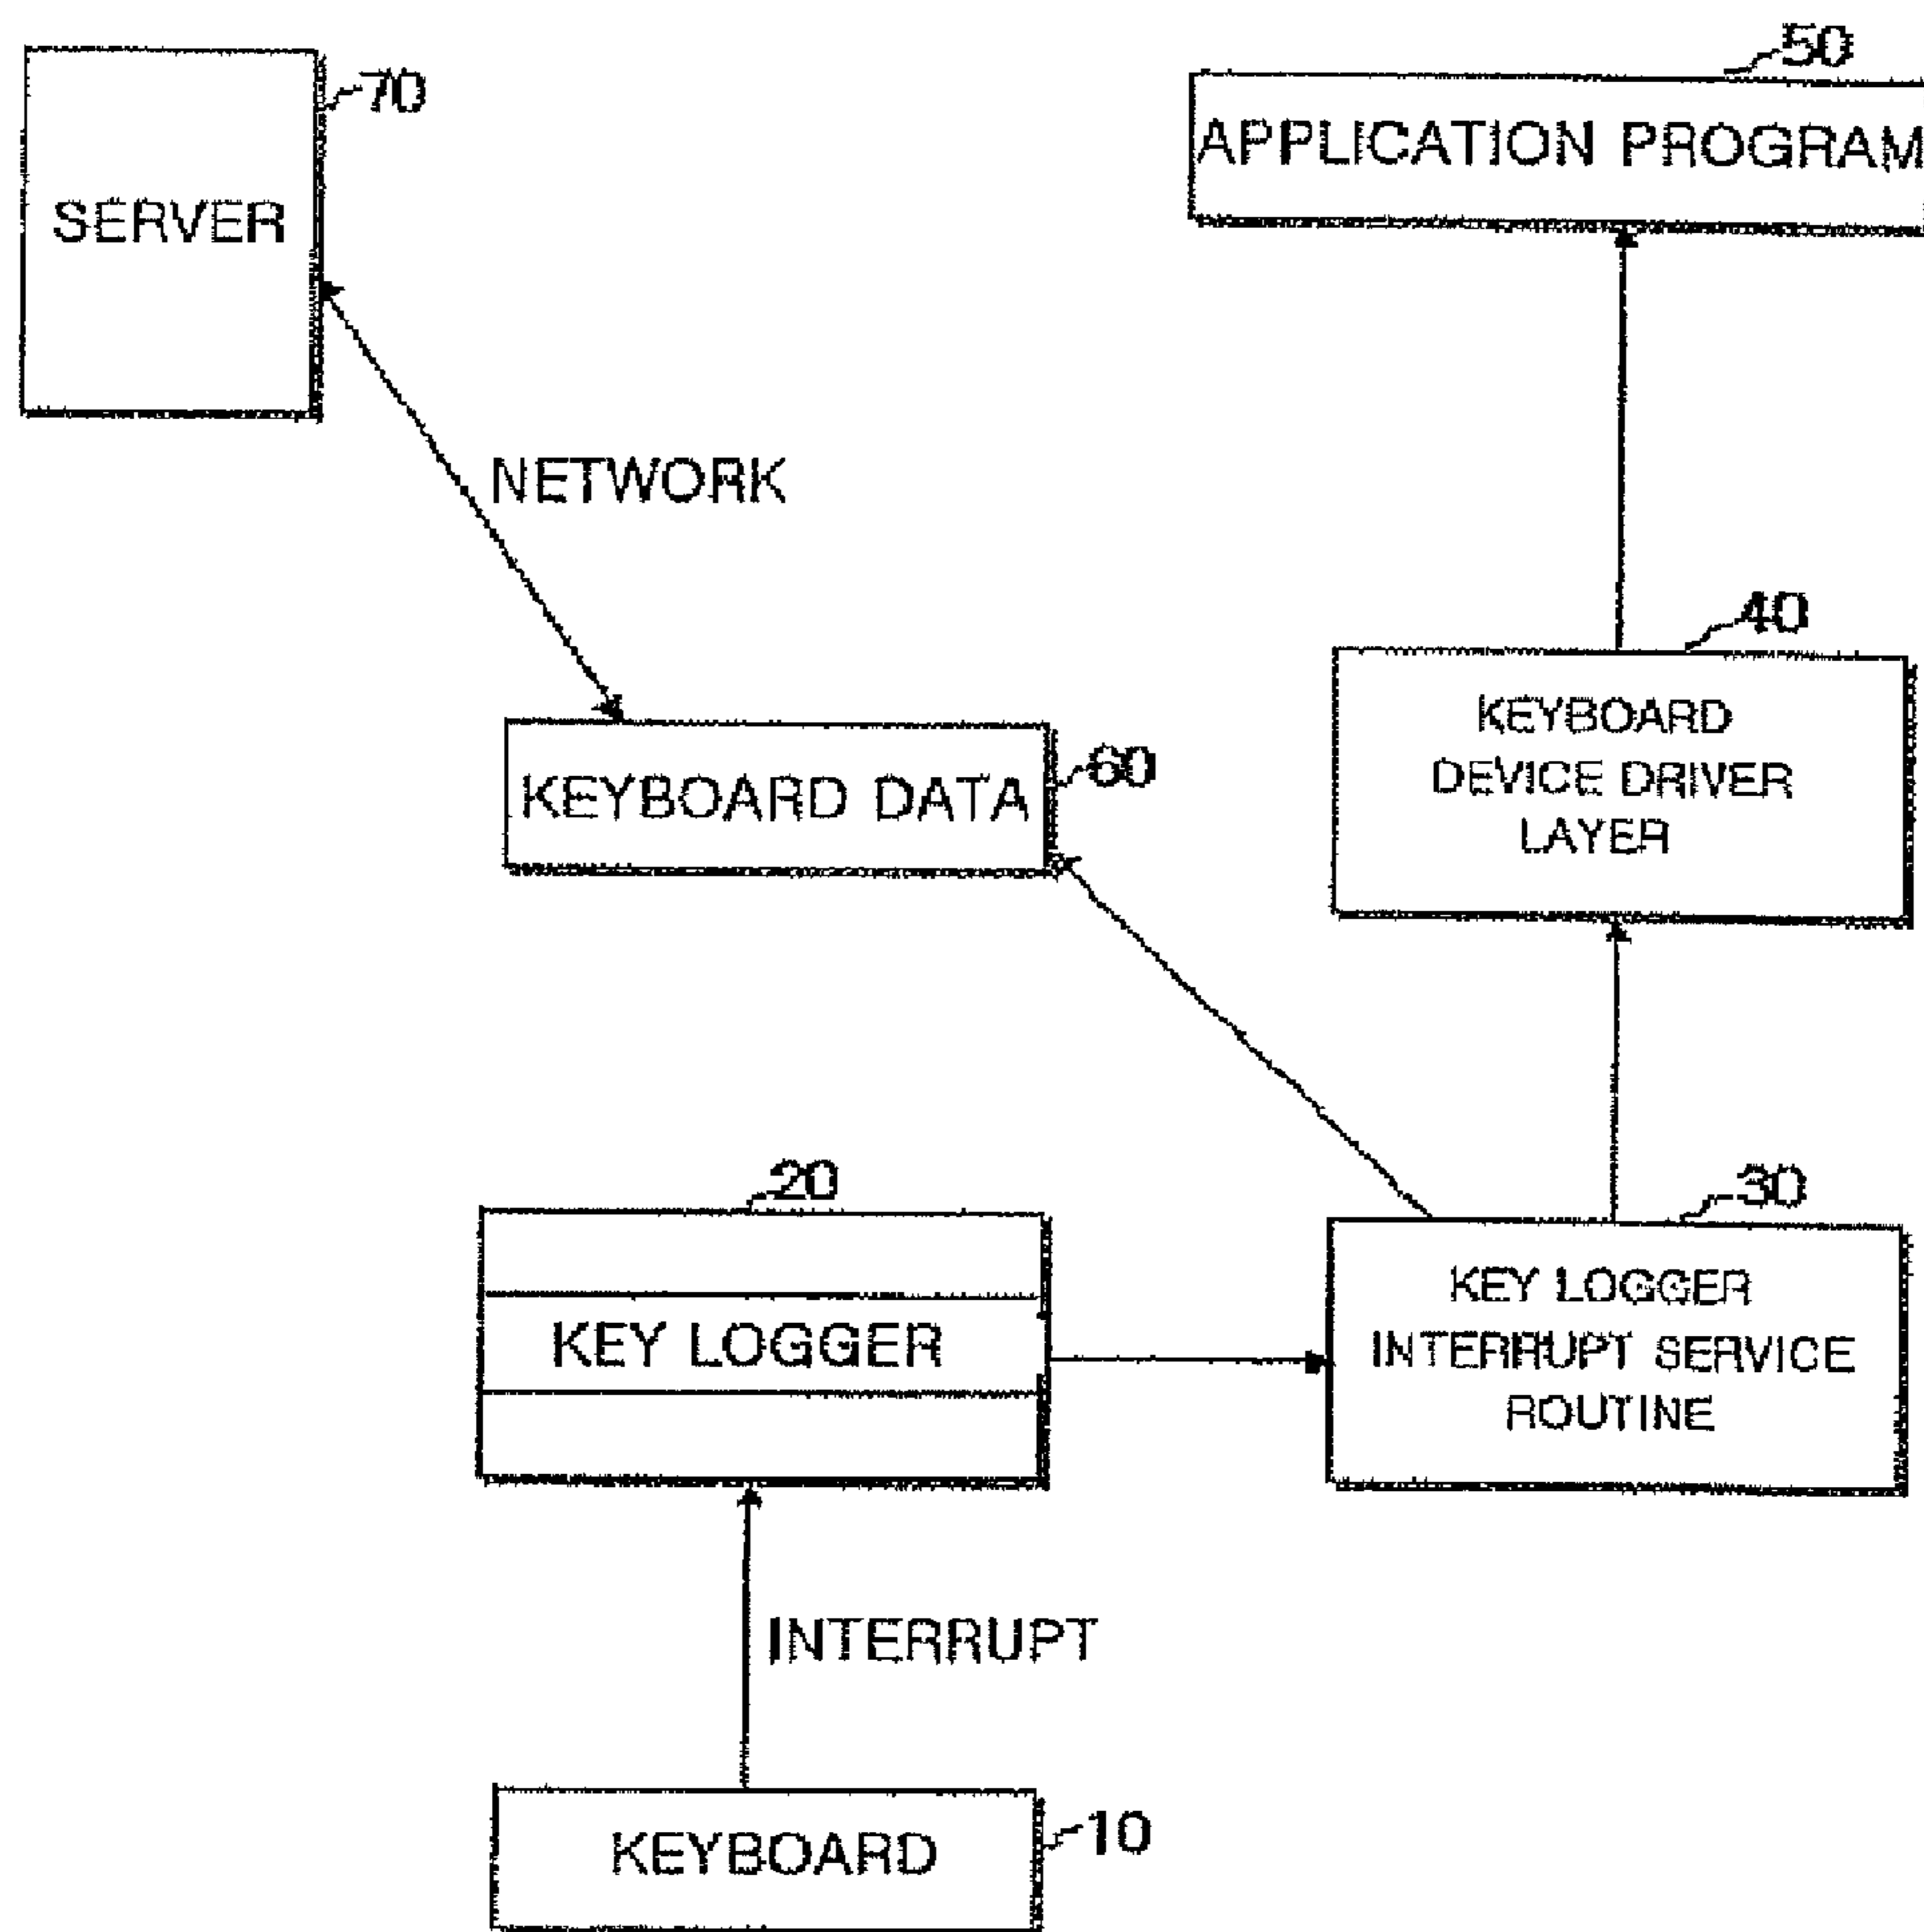 50
70
APPLICATION PROGRAM
SERVER
NETWORK
40
KEYBOARD
DEVICE DRIVER
LAYER
60
KEYBOARD DATA
20
30
KEY LOGGER
KEY LOGGER
INTERRUPT SERVICE
ROUTINE
INTERRUPT
10
KEYBOARD